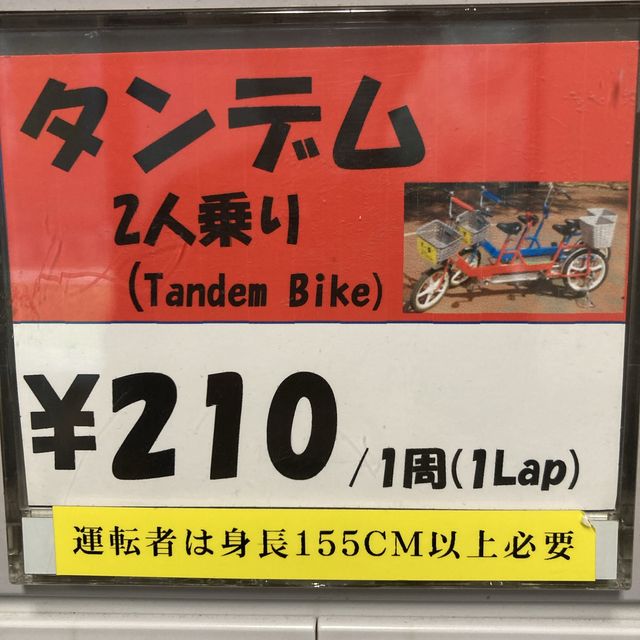 タンデム
2人乗り
(Tandem Bike)
¥210/1周(1Lap)
運転者は身長155CM以上必要